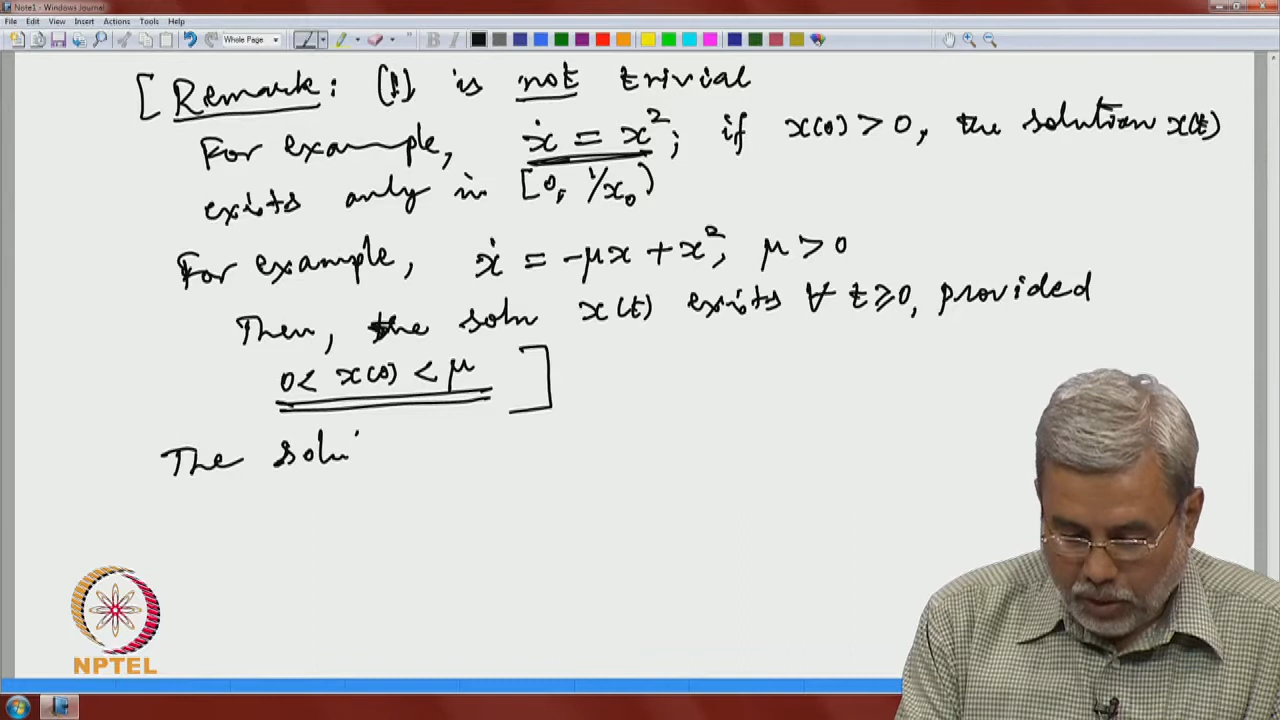 Note1 - Windows Journal
File Edit View Insert Actions Tools Help
Whole Page
[Remark: (!) is not trivial
For example, ẋ = x²; if x(0) > 0, the solution x(t)
exists only in [0, 1/x₀)
For example, ẋ = -μx + x², μ > 0
Then, the soln x(t) exists ∀ t ≥ 0, provided
0 < x(0) < μ ]
The solu
NPTEL